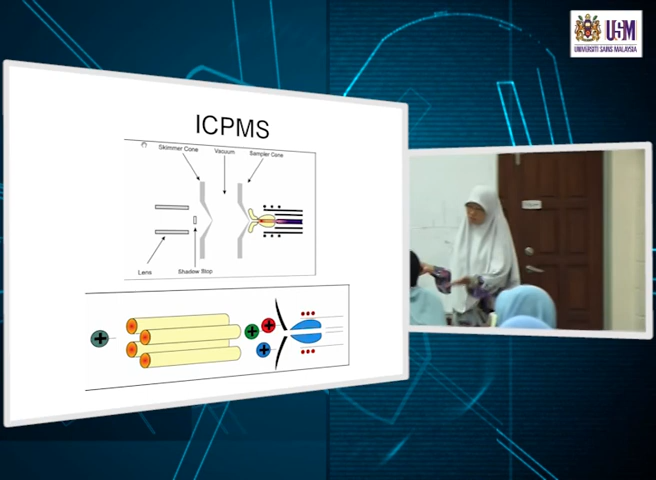 USM
UNIVERSITI SAINS MALAYSIA
ICPMS
Skimmer Cone
Vacuum
Sampler Cone
Lens
Shadow Stop